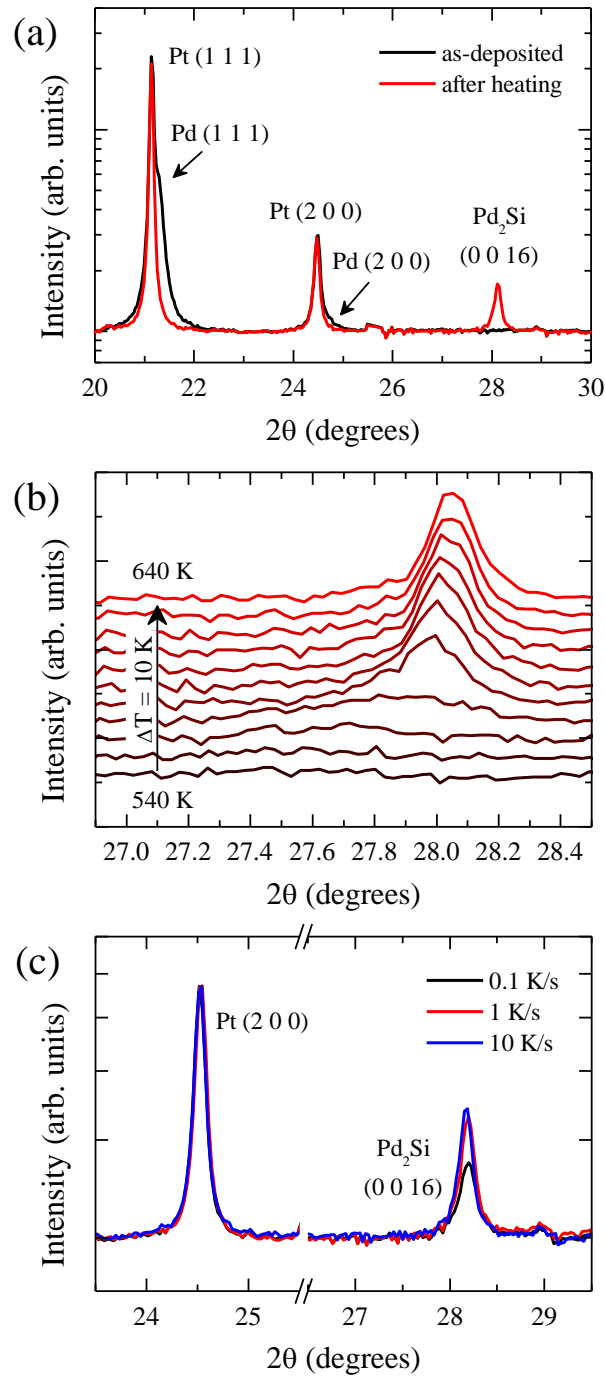 (a)
Pt (1 1 1)
Pd (1 1 1)
as-deposited
after heating
Pt (2 0 0)
Pd (2 0 0)
Pd2Si
(0 0 16)
Intensity (arb. units)
20 22 24 26 28 30
2θ (degrees)
(b)
640 K
ΔT = 10 K
540 K
Intensity (arb. units)
27.0 27.2 27.4 27.6 27.8 28.0 28.2 28.4
2θ (degrees)
(c)
0.1 K/s
1 K/s
10 K/s
Pt (2 0 0)
Pd2Si
(0 0 16)
Intensity (arb. units)
24 25 27 28 29
2θ (degrees)